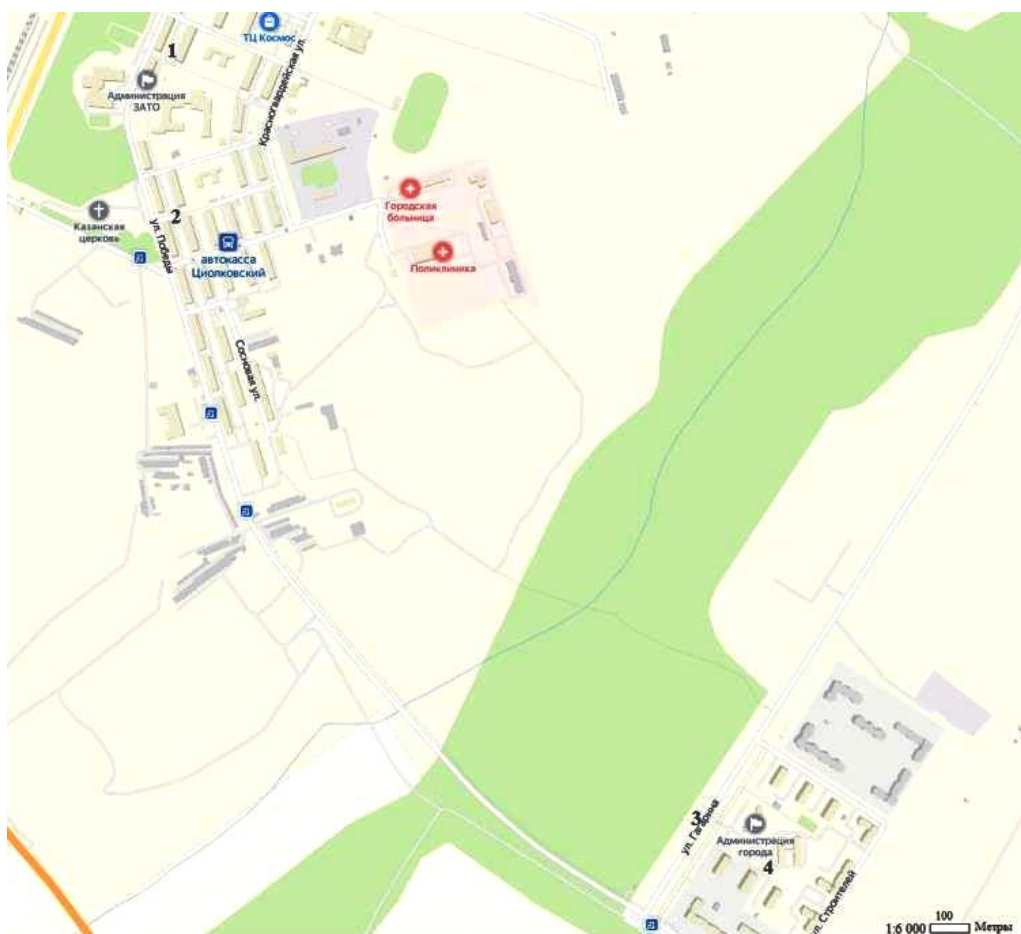 ТЦ Космос
1
Красногвардейская ул.
Администрация
ЗАТО
Городская
больница
2
Казанская
церковь
ул. Победы
автокасса
Циолковский
Поликлиника
Сосновая ул.
3
ул. Гагарина
Администрация
города
4
ул. Строителей
100
1:6 000
Метры